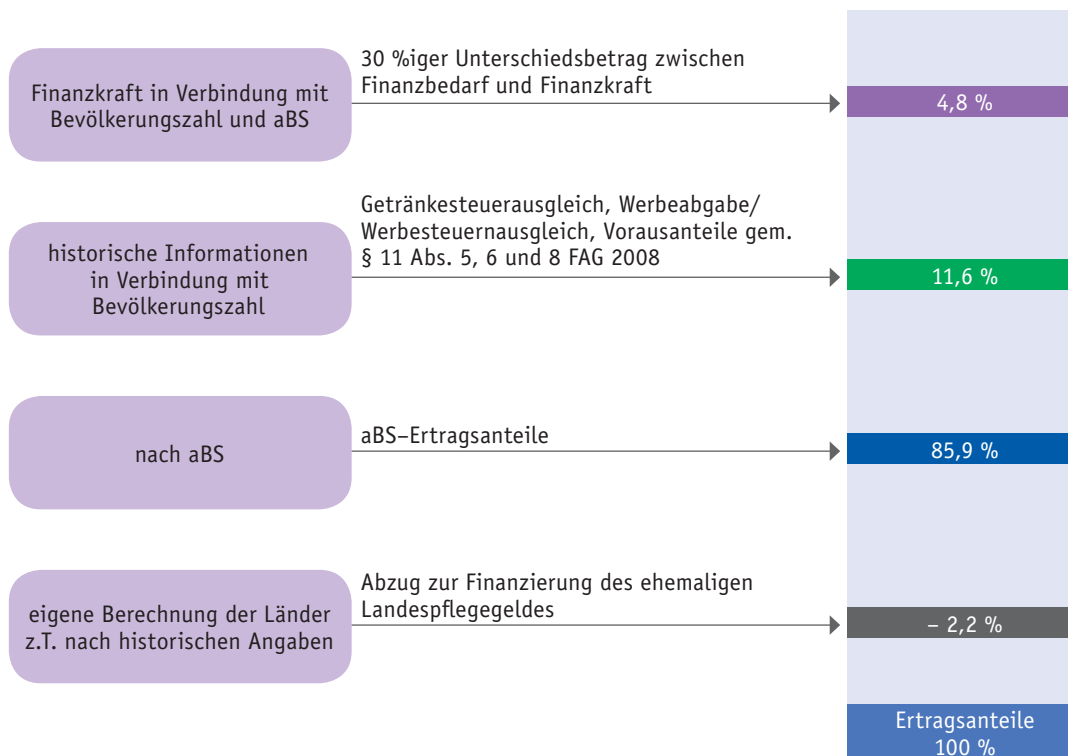 30 %iger Unterschiedsbetrag zwischen
Finanzbedarf und Finanzkraft
Finanzkraft in Verbindung mit
Bevölkerungszahl und aBS
4,8 %
Getränkesteuerausgleich, Werbeabgabe/
Werbesteuernausgleich, Vorausanteile gem.
§ 11 Abs. 5, 6 und 8 FAG 2008
historische Informationen
in Verbindung mit
Bevölkerungszahl
11,6 %
aBS–Ertragsanteile
nach aBS
85,9 %
Abzug zur Finanzierung des ehemaligen
Landespflegegeldes
eigene Berechnung der Länder
z.T. nach historischen Angaben
– 2,2 %
Ertragsanteile
100 %